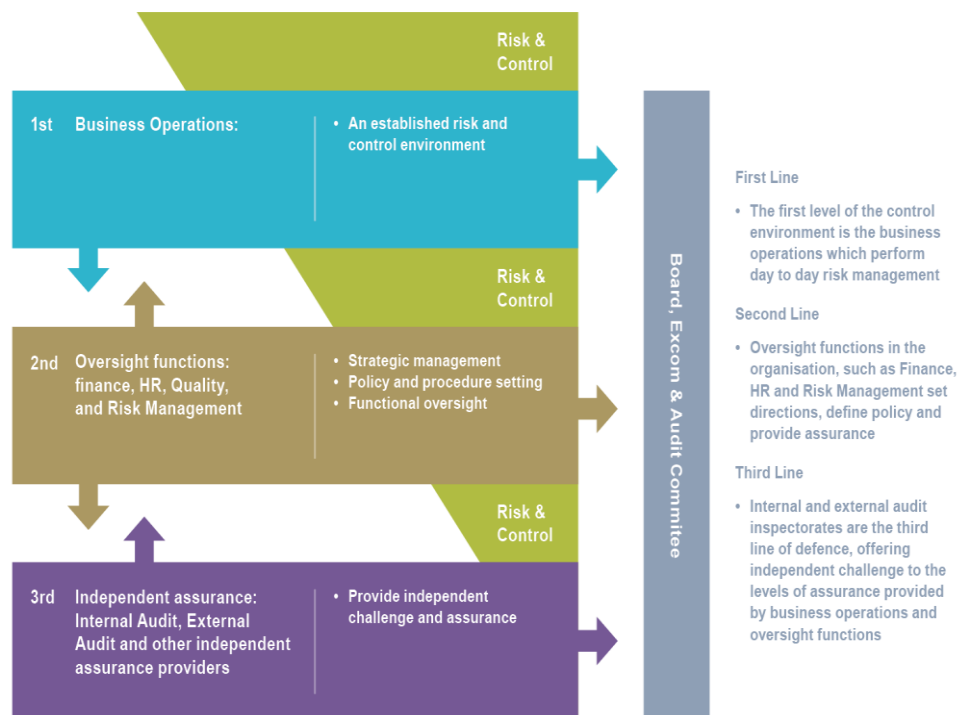 Risk &
Control
1st Business Operations:
• An established risk and
control environment
Risk &
Control
2nd Oversight functions:
finance, HR, Quality,
and Risk Management
• Strategic management
• Policy and procedure setting
• Functional oversight
Risk &
Control
3rd Independent assurance:
Internal Audit, External
Audit and other independent
assurance providers
• Provide independent
challenge and assurance
Board, Excom & Audit Commitee
First Line
• The first level of the control
environment is the business
operations which perform
day to day risk management
Second Line
• Oversight functions in the
organisation, such as Finance,
HR and Risk Management set
directions, define policy and
provide assurance
Third Line
• Internal and external audit
inspectorates are the third
line of defence, offering
independent challenge to the
levels of assurance provided
by business operations and
oversight functions